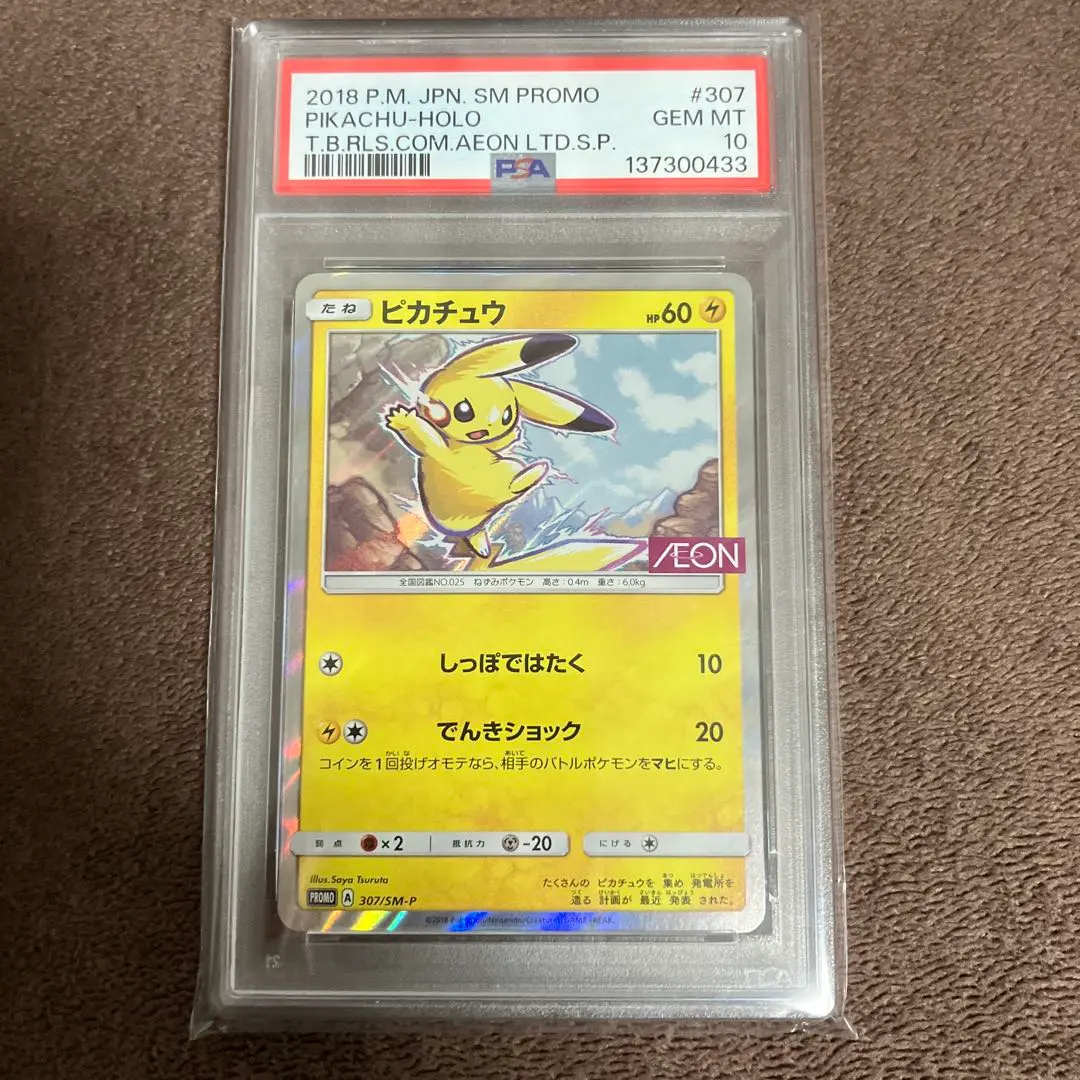 2018 P.M. JPN. SM PROMO #307
PIKACHU-HOLO GEM MT
T.B.RLS.COM.AEON LTD.S.P. 10
PSA 137300433
たね ピカチュウ HP60
ÆON
全国図鑑NO.025 ねずみポケモン 高さ:0.4m 重さ:6.0kg
しっぽではたく 10
でんきショック 20
コインを1回投げオモテなら、相手のバトルポケモンをマヒにする。
弱点 ×2 抵抗力 -20 にげる
Illus. Saya Tsuruta
たくさんの ピカチュウを 集め 発電所を
造る 計画が 最近 発表 された。
PROMO A 307/SM-P